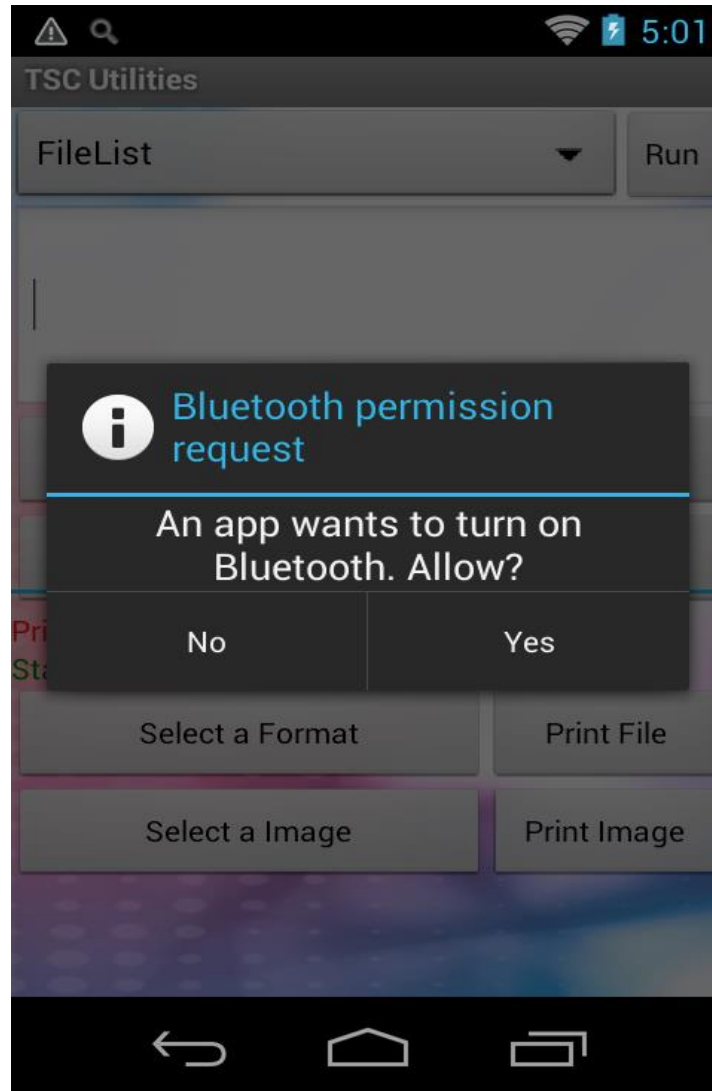 5:01
TSC Utilities
FileList
Run
Bluetooth permission
request
An app wants to turn on
Bluetooth. Allow?
No
Yes
Select a Format
Print File
Select a Image
Print Image